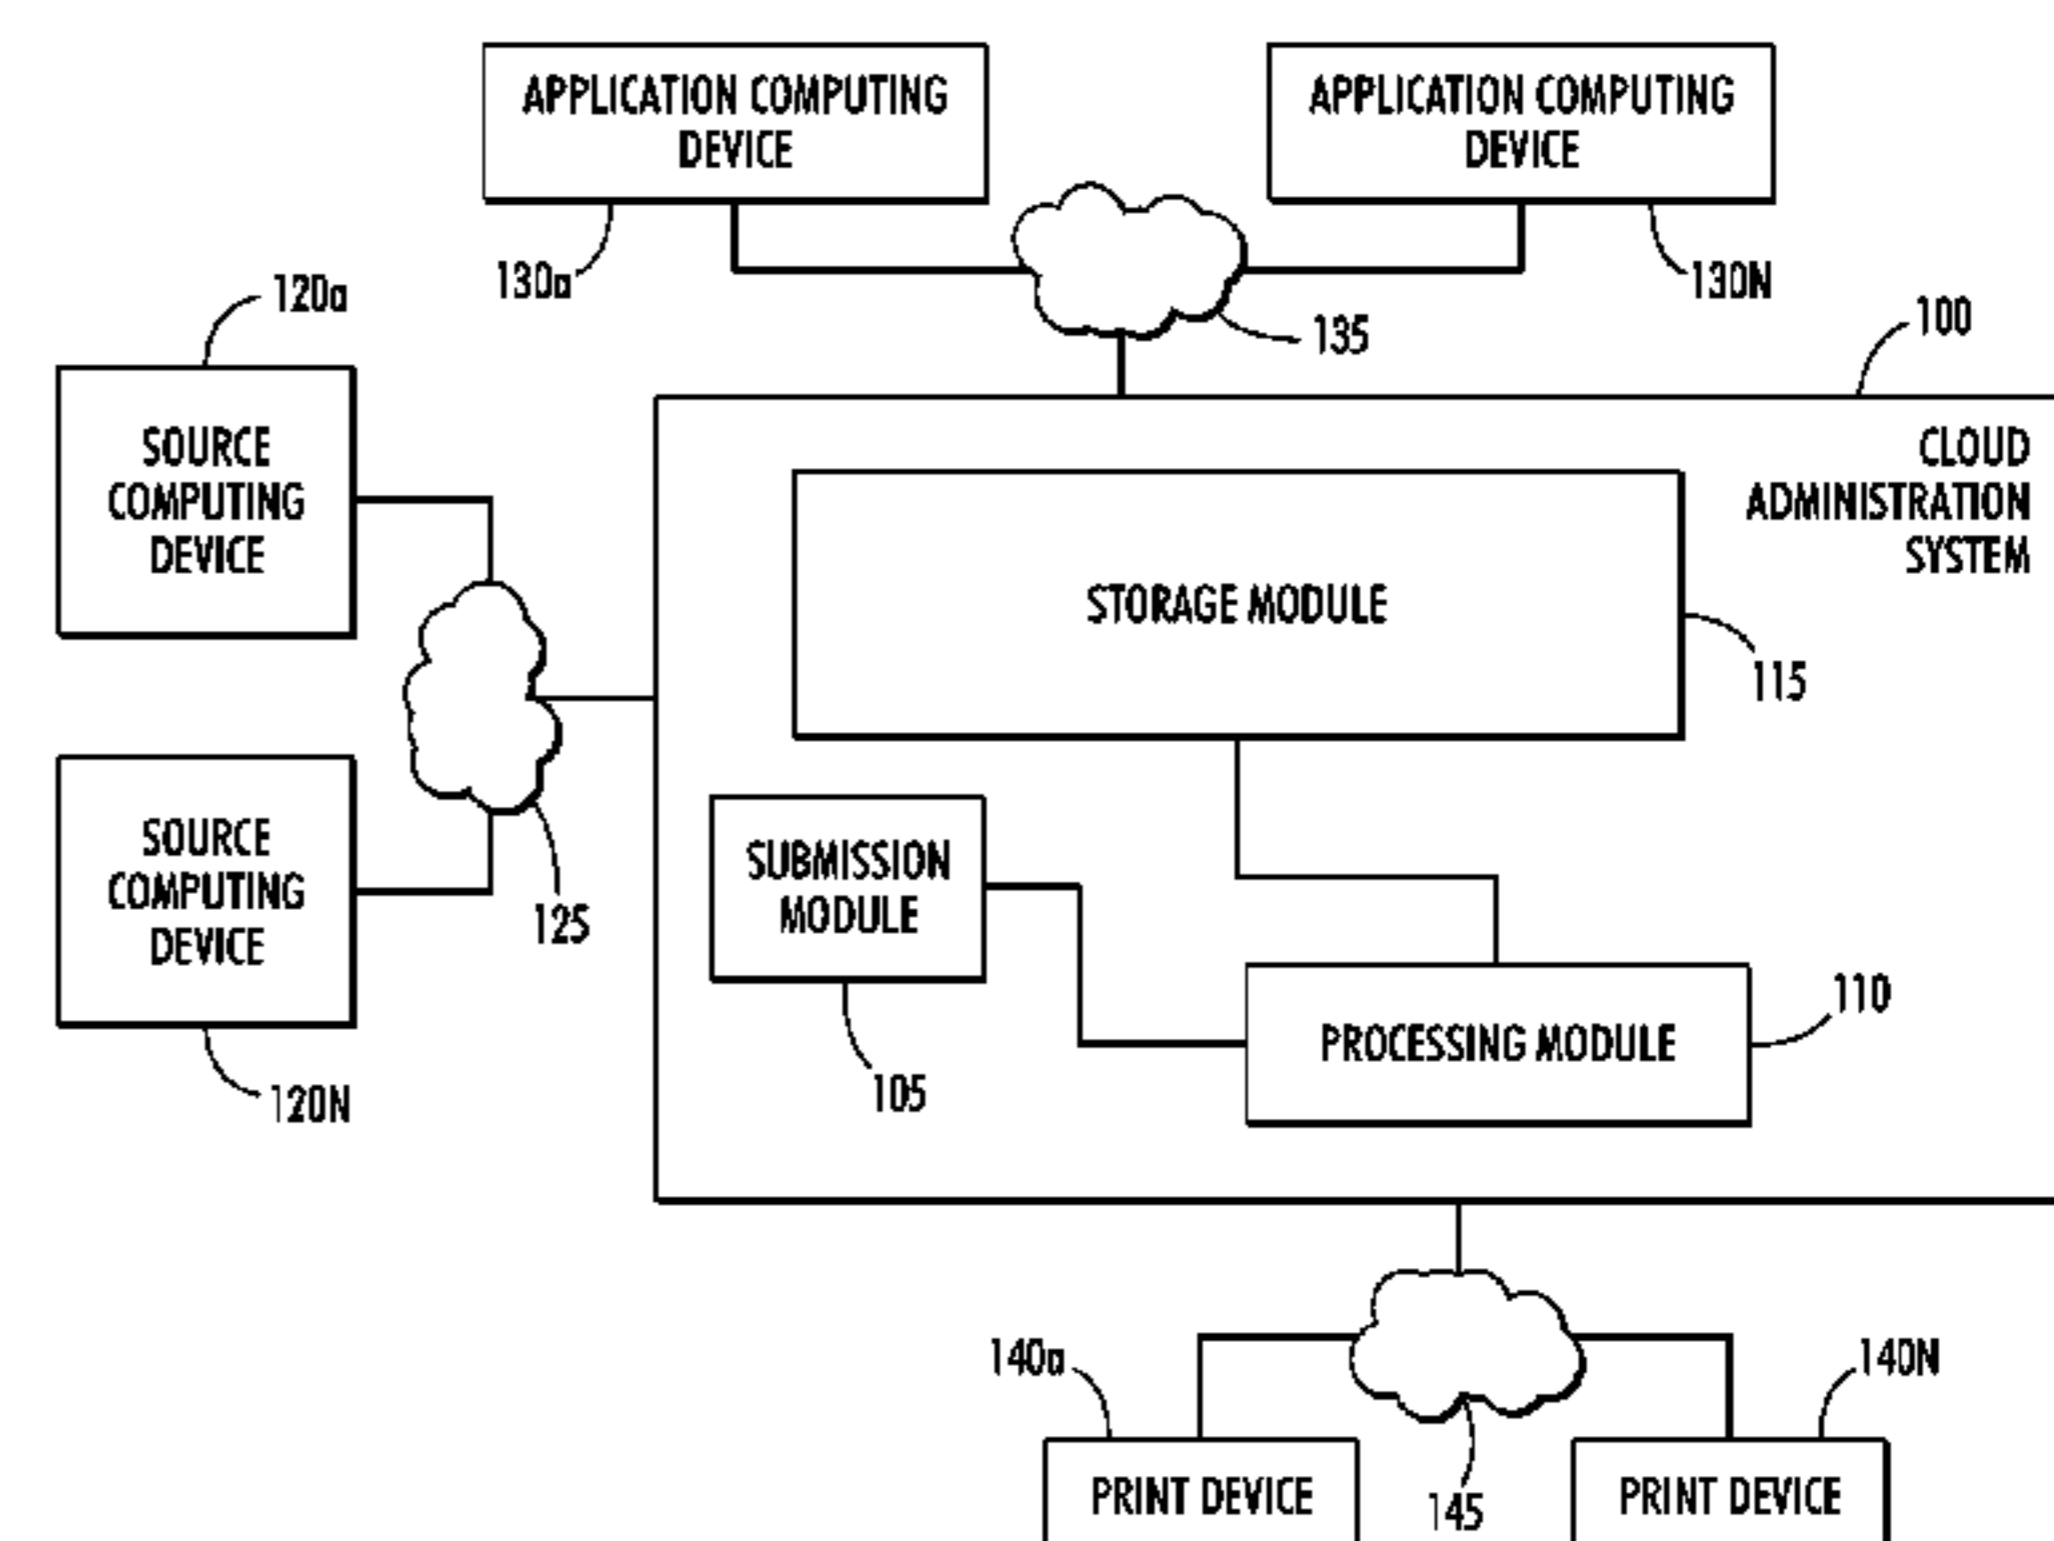 APPLICATION COMPUTING
DEVICE
APPLICATION COMPUTING
DEVICE
130a
130N
135
120a
100
SOURCE
COMPUTING
DEVICE
CLOUD
ADMINISTRATION
SYSTEM
STORAGE MODULE
115
SOURCE
COMPUTING
DEVICE
125
120N
SUBMISSION
MODULE
105
PROCESSING MODULE
110
140a
140N
PRINT DEVICE
145
PRINT DEVICE